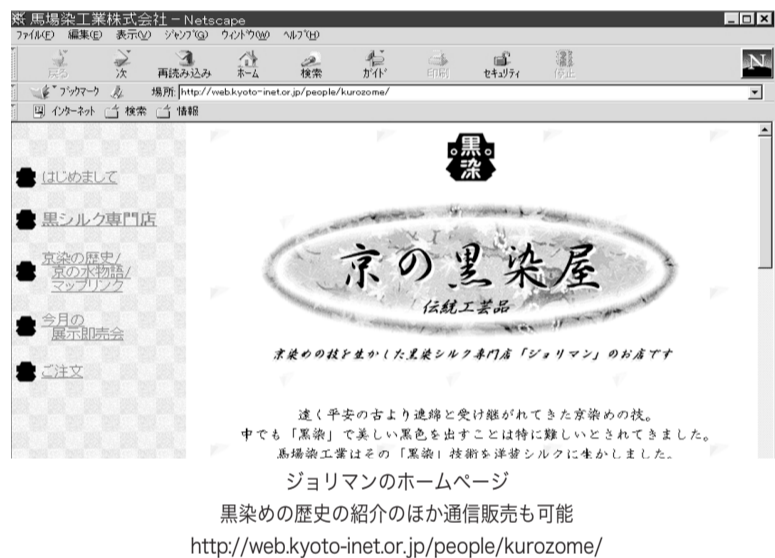 馬場染工業株式会社 - Netscape
ファイル(F) 編集(E) 表示(V) ジャンプ(G) ウィンドウ(W) ヘルプ(H)
戻る 次 再読み込み ホーム 検索 ガイド 印刷 セキュリティ 停止
ブックマーク 場所: http://web.kyoto-inet.or.jp/people/kurozome/
インターネット 検索 情報
N
黒染
はじめまして
黒シルク専門店
京染の歴史/
京の水物語/
マップリンク
今月の
展示即売会
ご注文
京の黒染屋
伝統工芸品
京染めの技を生かした黒染シルク専門店「ジョリマン」のお店です
遠く平安の古より連綿と受け継がれてきた京染めの技。
中でも「黒染」で美しい黒色を出すことは特に難しいとされてきました。
馬場染工業はその「黒染」技術を洋装シルクに生かしました。
ジョリマンのホームページ
黒染めの歴史の紹介のほか通信販売も可能
http://web.kyoto-inet.or.jp/people/kurozome/